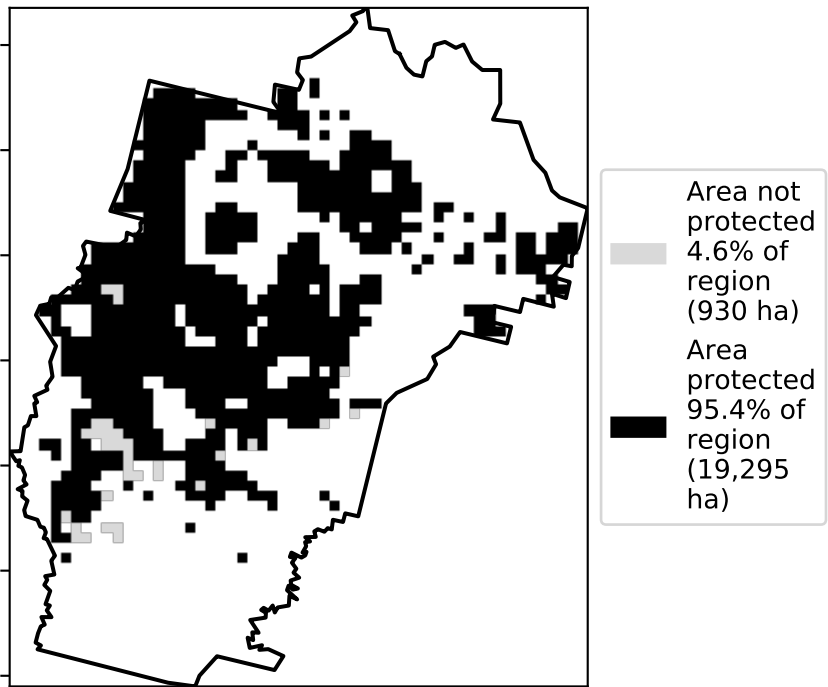 Area not
protected
4.6% of
region
(930 ha)
Area
protected
95.4% of
region
(19,295
ha)